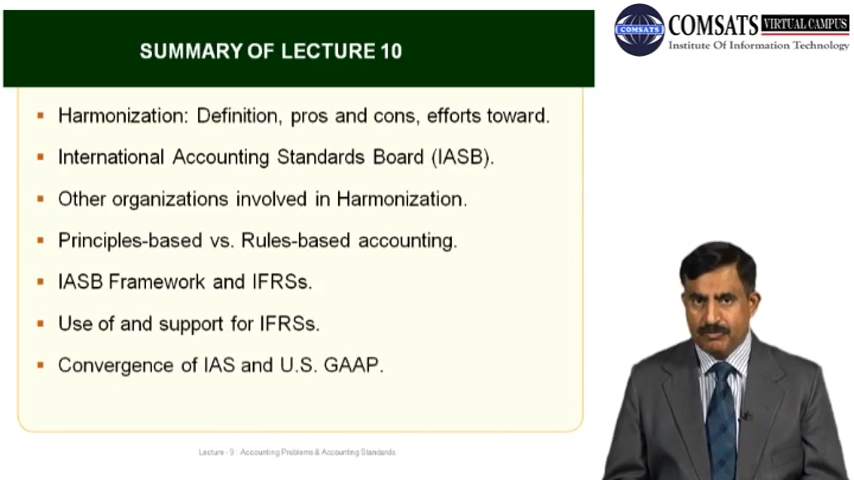 SUMMARY OF LECTURE 10
COMSATS
COMSATS VIRTUAL CAMPUS
Institute Of Information Technology
▪ Harmonization: Definition, pros and cons, efforts toward.
▪ International Accounting Standards Board (IASB).
▪ Other organizations involved in Harmonization.
▪ Principles-based vs. Rules-based accounting.
▪ IASB Framework and IFRSs.
▪ Use of and support for IFRSs.
▪ Convergence of IAS and U.S. GAAP.
Lecture - 9 : Accounting Problems & Accounting Standards